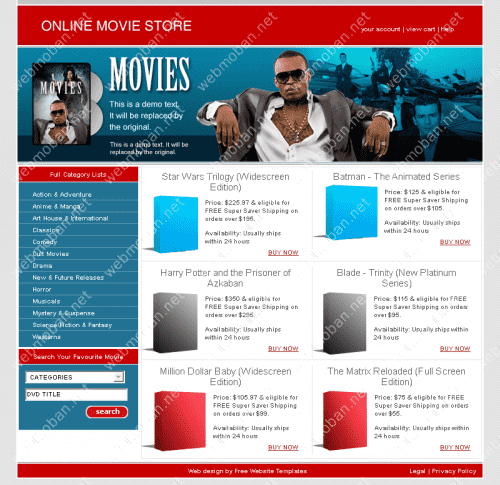 ONLINE MOVIE STORE
your account | view cart | help
MOVIES
MOVIES
This is a demo text.
It will be replaced by
the original.
This is a demo text. It will be
replaced by the original.
Full Category Lists
Action & Adventure
Anime & Manga
Art House & International
Classics
Comedy
Cult Movies
Drama
New & Future Releases
Horror
Musicals
Mystery & Suspense
Science Fiction & Fantasy
Westerns
Search Your Favourite Movie
CATEGORIES
DVD TITLE
search
Star Wars Trilogy (Widescreen
Edition)
Price: $225.97 & eligible for
FREE Super Saver Shipping
on orders over $195.
Availability: Usually ships
within 24 hours
BUY NOW
Batman - The Animated Series
Price: $125 & eligible for
FREE Super Saver Shipping
on orders over $105.
Availability: Usually ships
within 24 hours
BUY NOW
Harry Potter and the Prisoner of
Azkaban
Price: $350 & eligible for
FREE Super Saver Shipping
on orders over $295.
Availability: Usually ships
within 24 hours
BUY NOW
Blade - Trinity (New Platinum
Series)
Price: $115 & eligible for FREE
Super Saver Shipping on orders
over $95.
Availability: Usually ships within
24 hours
BUY NOW
Million Dollar Baby (Widescreen
Edition)
Price: $105.97 & eligible for
FREE Super Saver Shipping
on orders over $99.
Availability: Usually ships
within 24 hours
BUY NOW
The Matrix Reloaded (Full Screen
Edition)
Price: $75 & eligible for
FREE Super Saver Shipping
on orders over $55.
Availability: Usually ships
within 24 hours
BUY NOW
Web design by Free Website Templates
Legal | Privacy Policy
webmoban.net